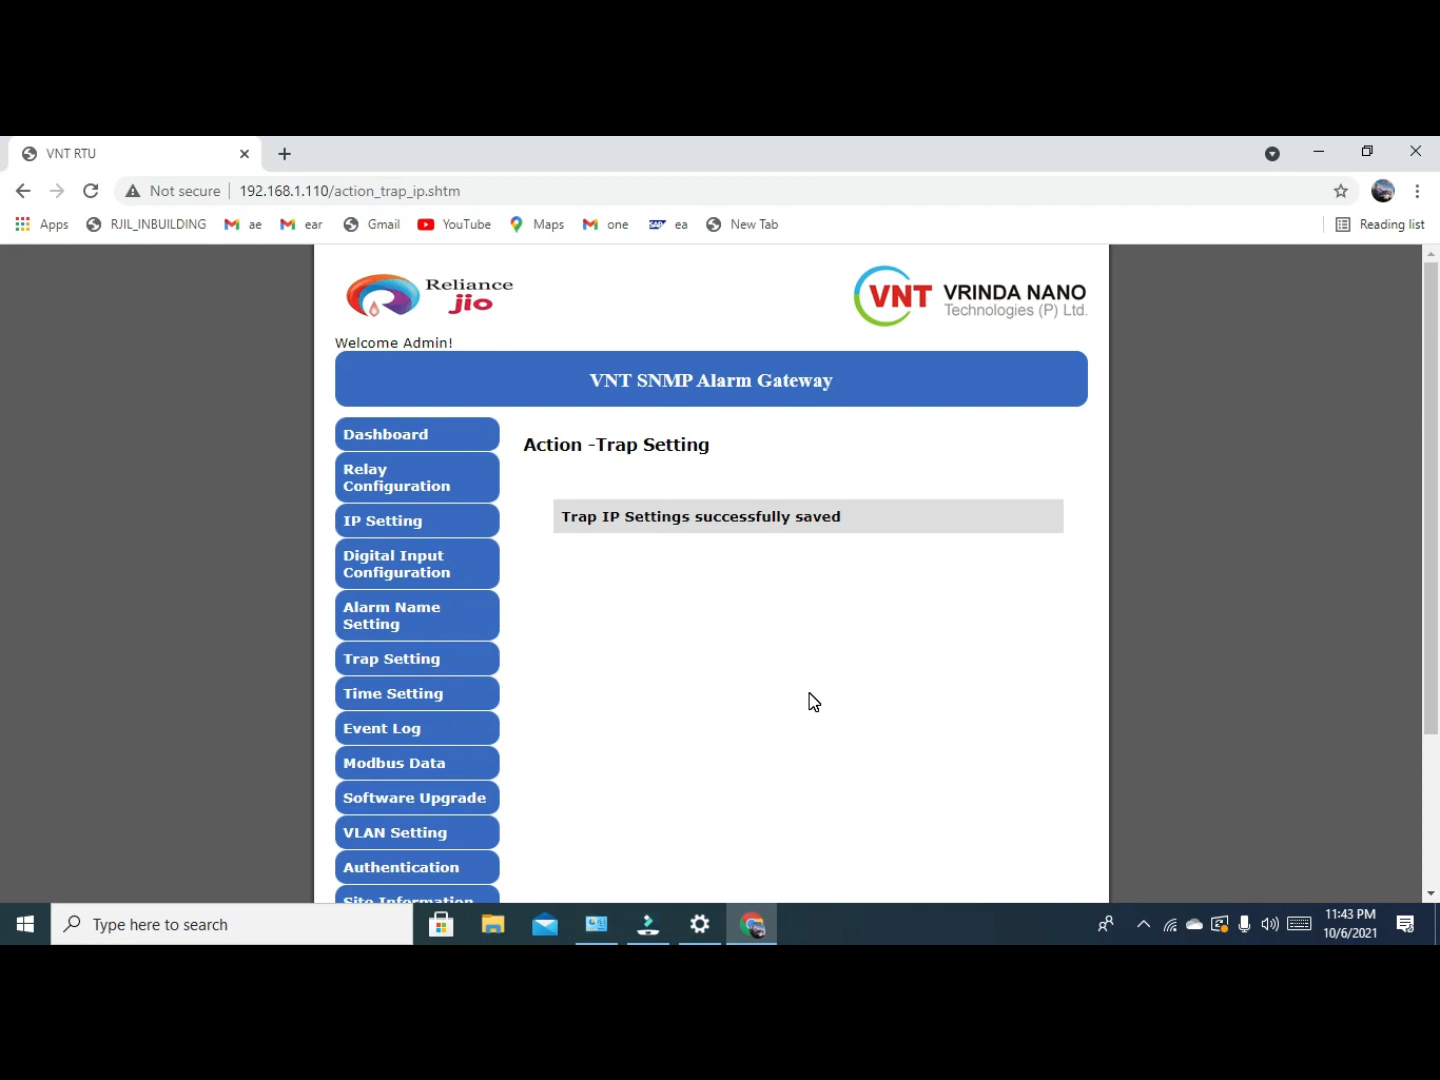 VNT RTU
Not secure
192.168.1.110/action_trap_ip.shtm
Apps
RJIL_INBUILDING
ae
ear
Gmail
YouTube
Maps
one
SAP
ea
New Tab
Reading list
Reliance
jio
VNT
VRINDA NANO
Technologies (P) Ltd.
Welcome Admin!
VNT SNMP Alarm Gateway
Dashboard
Relay
Configuration
IP Setting
Digital Input
Configuration
Alarm Name
Setting
Trap Setting
Time Setting
Event Log
Modbus Data
Software Upgrade
VLAN Setting
Authentication
Site Information
Action -Trap Setting
Trap IP Settings successfully saved
Type here to search
11:43 PM
10/6/2021